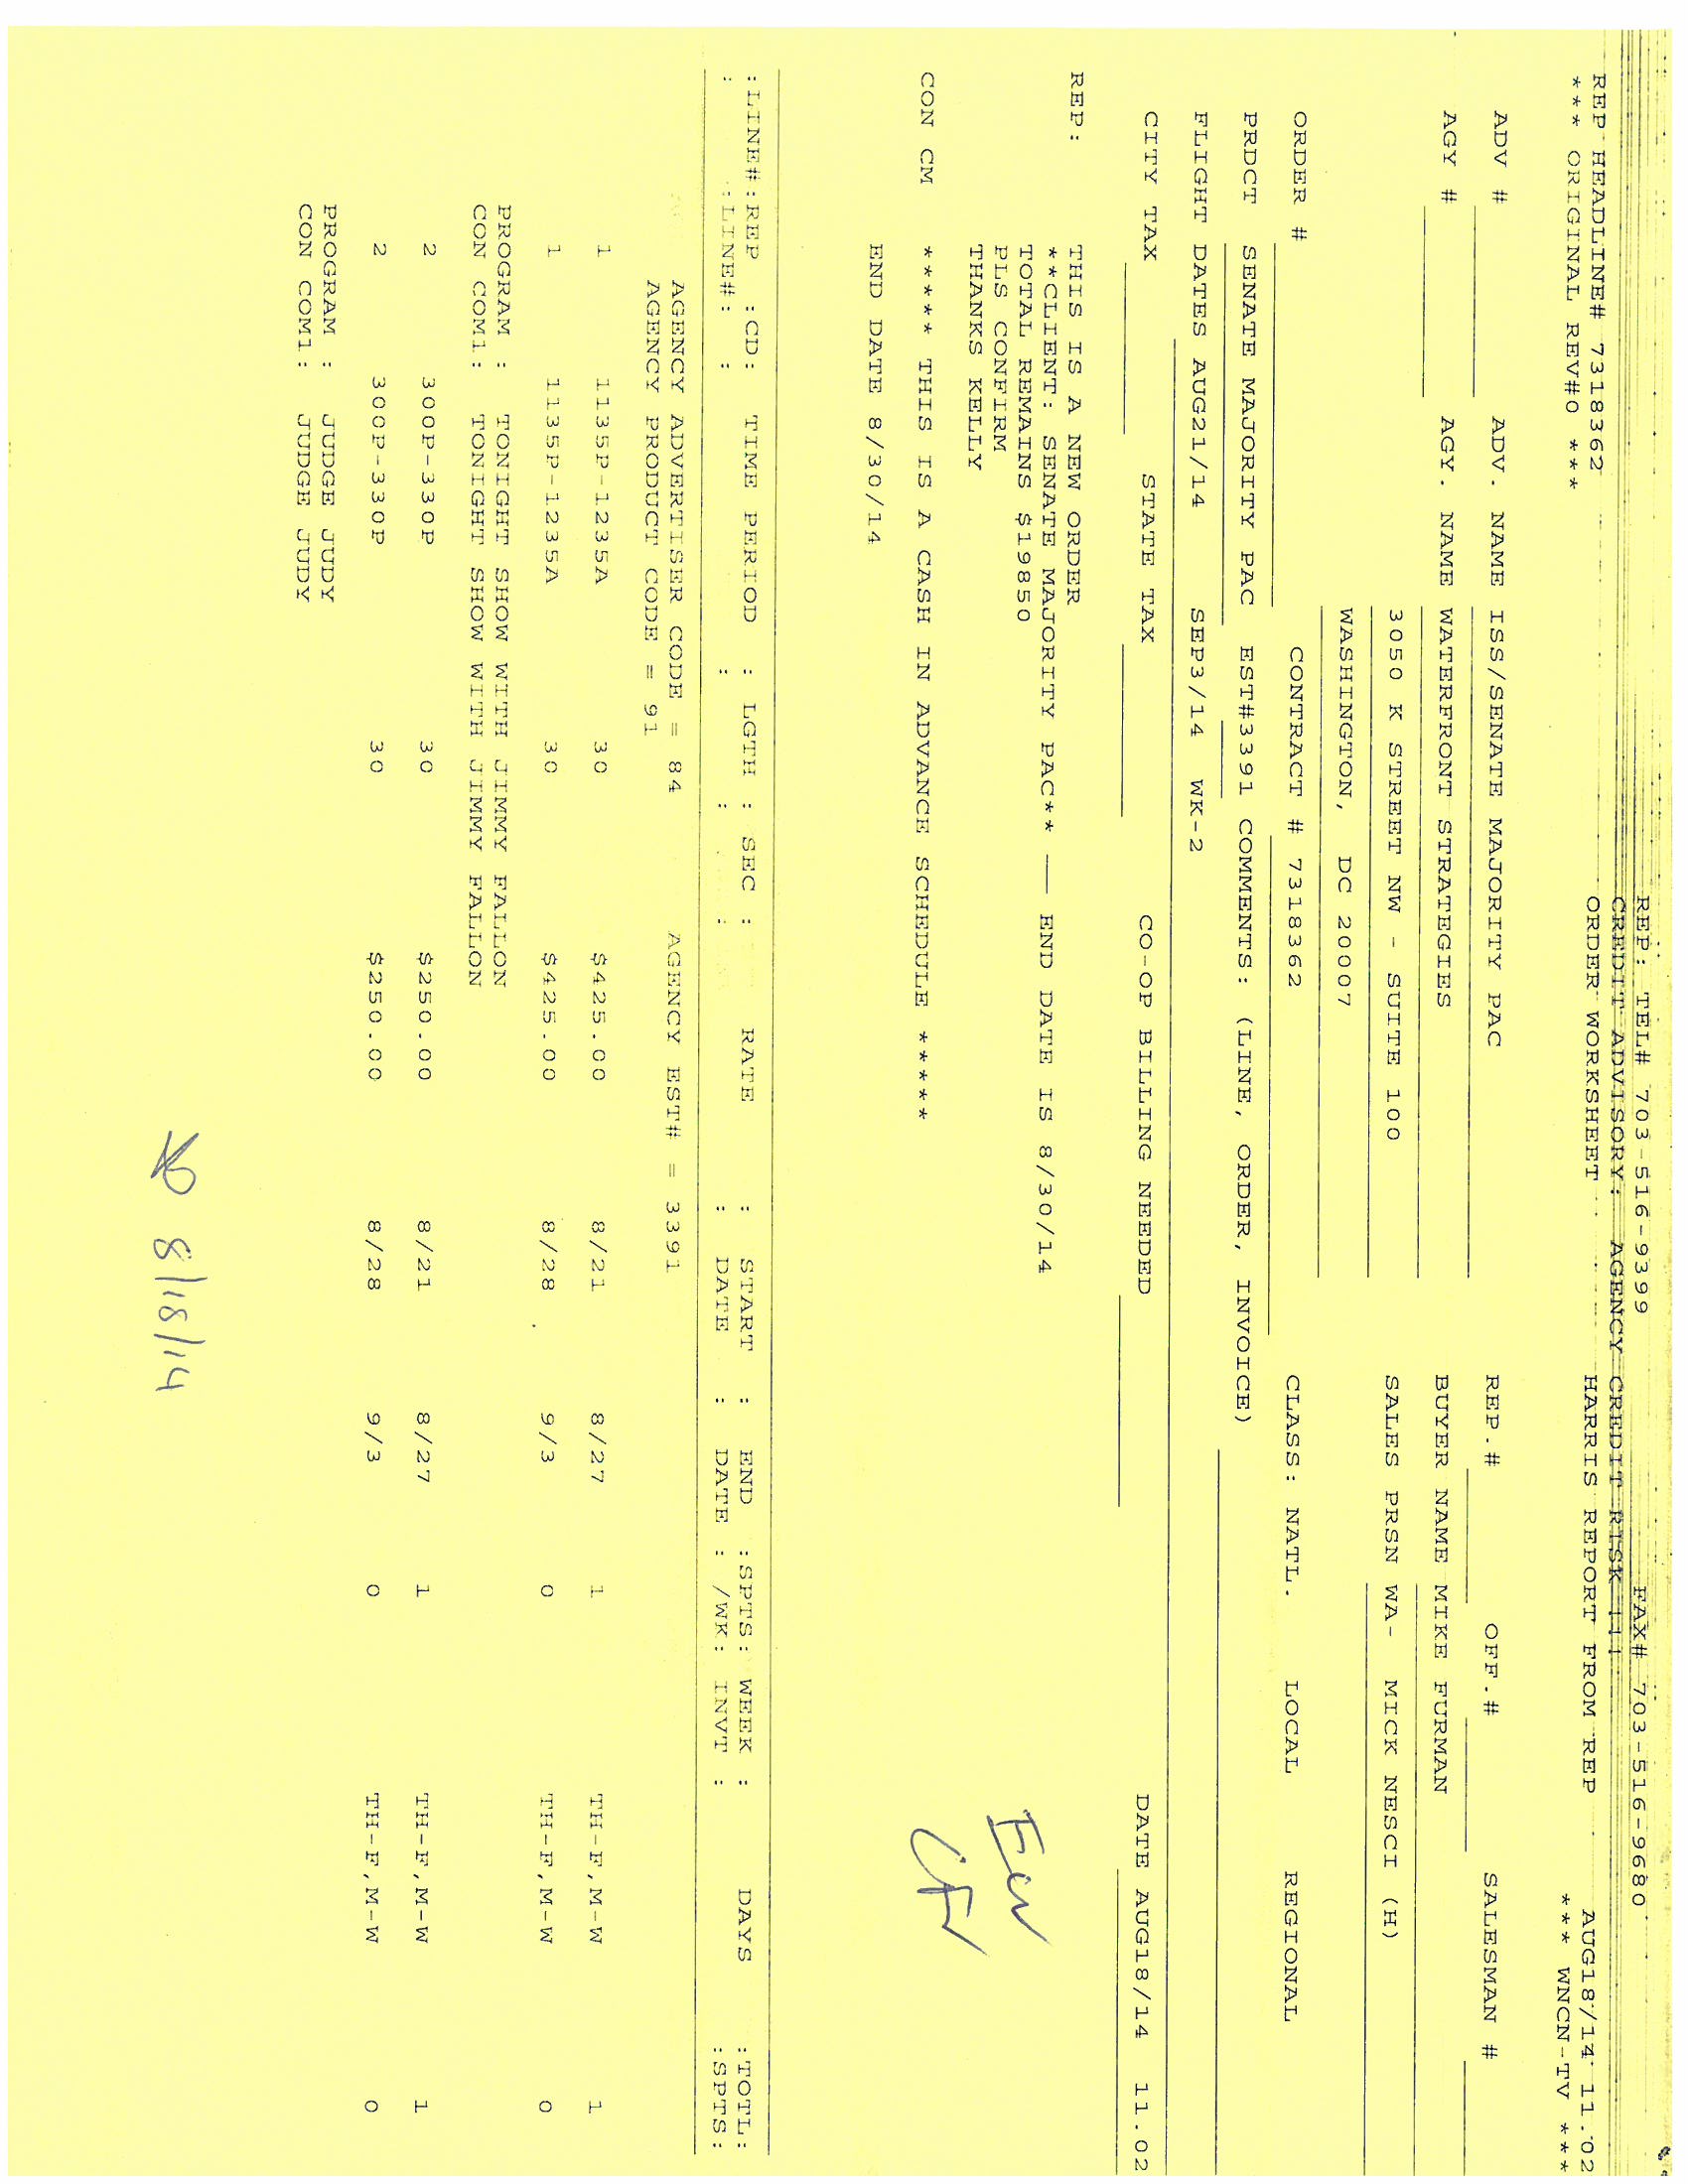 REP: TEL# 703-516-9399 FAX# 703-516-9680
CREDIT ADVISORY: AGENCY CREDIT RISK !!!
REP HEADLINE# 7318362 ORDER WORKSHEET HARRIS REPORT FROM REP AUG18/14 11.02
*** ORIGINAL REV#0 *** *** WNCN-TV ***
ADV # ADV. NAME ISS/SENATE MAJORITY PAC REP.# OFF.# SALESMAN #
AGY # AGY. NAME WATERFRONT STRATEGIES BUYER NAME MIKE FURMAN
3050 K STREET NW - SUITE 100 SALES PRSN WA- MICK NESCI (H)
WASHINGTON, DC 20007
ORDER # CONTRACT # 7318362 CLASS: NATL. LOCAL REGIONAL
PRDCT SENATE MAJORITY PAC EST#3391 COMMENTS: (LINE, ORDER, INVOICE)
FLIGHT DATES AUG21/14 SEP3/14 WK-2
CITY TAX STATE TAX CO-OP BILLING NEEDED DATE AUG18/14 11.02
REP: THIS IS A NEW ORDER
**CLIENT: SENATE MAJORITY PAC** -- END DATE IS 8/30/14
TOTAL REMAINS $19850
PLS CONFIRM
THANKS KELLY
CON CM ***** THIS IS A CASH IN ADVANCE SCHEDULE *****
END DATE 8/30/14
:LINE#:REP :CD: TIME PERIOD : LGTH : SEC : RATE : START : END :SPTS: WEEK : DAYS :TOTL:
: :LINE#: : : : : : DATE : DATE : /WK: INVT : :SPTS:
AGENCY ADVERTISER CODE = 84 AGENCY EST# = 3391
AGENCY PRODUCT CODE = 91
1 1135P-1235A 30 $425.00 8/21 8/27 1 TH-F,M-W 1
1 1135P-1235A 30 $425.00 8/28 9/3 0 TH-F,M-W 0
PROGRAM : TONIGHT SHOW WITH JIMMY FALLON
CON COM1: TONIGHT SHOW WITH JIMMY FALLON
2 300P-330P 30 $250.00 8/21 8/27 1 TH-F,M-W 1
2 300P-330P 30 $250.00 8/28 9/3 0 TH-F,M-W 0
PROGRAM : JUDGE JUDY
CON COM1: JUDGE JUDY
8/18/14